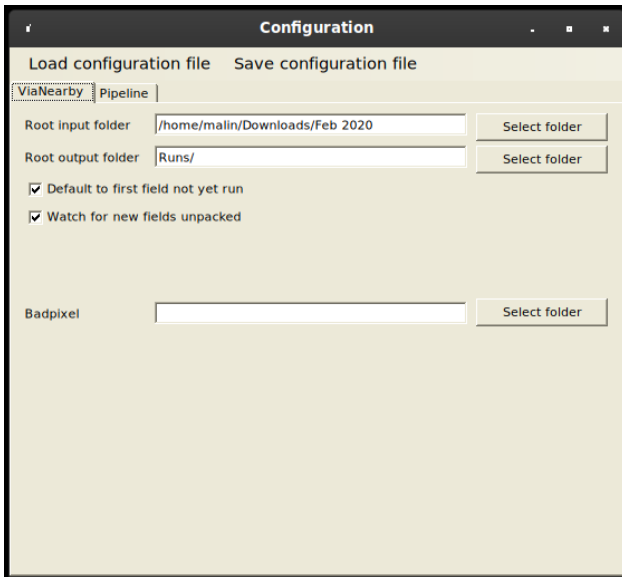 Configuration
Load configuration file Save configuration file
ViaNearby Pipeline
Root input folder /home/malin/Downloads/Feb 2020 Select folder
Root output folder Runs/ Select folder
Default to first field not yet run
Watch for new fields unpacked
Badpixel Select folder